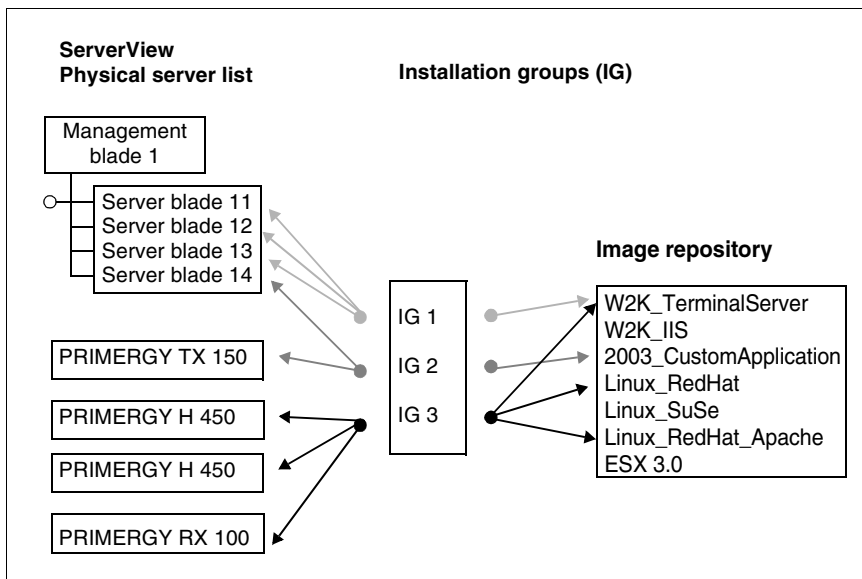 ServerView
Physical server list
Installation groups (IG)
Management
blade 1
Server blade 11
Server blade 12
Server blade 13
Server blade 14
PRIMERGY TX 150
PRIMERGY H 450
PRIMERGY H 450
PRIMERGY RX 100
IG 1
IG 2
IG 3
Image repository
W2K_TerminalServer
W2K_IIS
2003_CustomApplication
Linux_RedHat
Linux_SuSe
Linux_RedHat_Apache
ESX 3.0